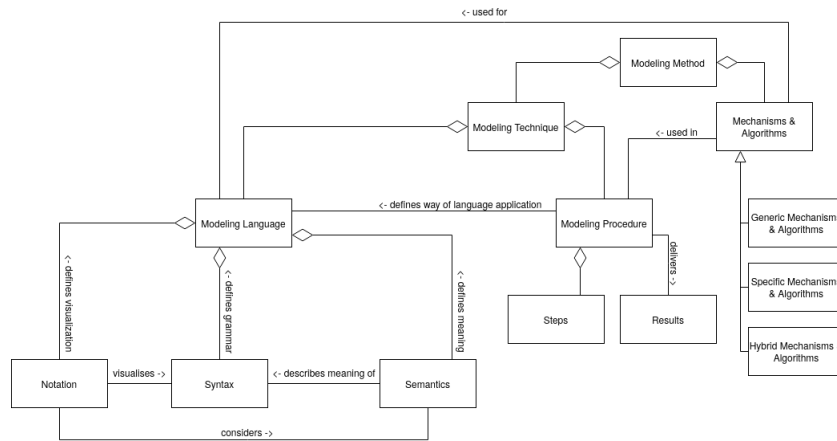 <- used for
Modeling Method
Modeling Technique
Mechanisms &
Algorithms
<- used in
Modeling Language
<- defines way of language application
Modeling Procedure
Generic Mechanisms
& Algorithms
<- defines visualization
<- defines grammar
<- defines meaning
delivers ->
Specific Mechanisms
& Algorithms
Steps
Results
Hybrid Mechanisms
Algorithms
Notation
visualises ->
Syntax
<- describes meaning of
Semantics
considers ->